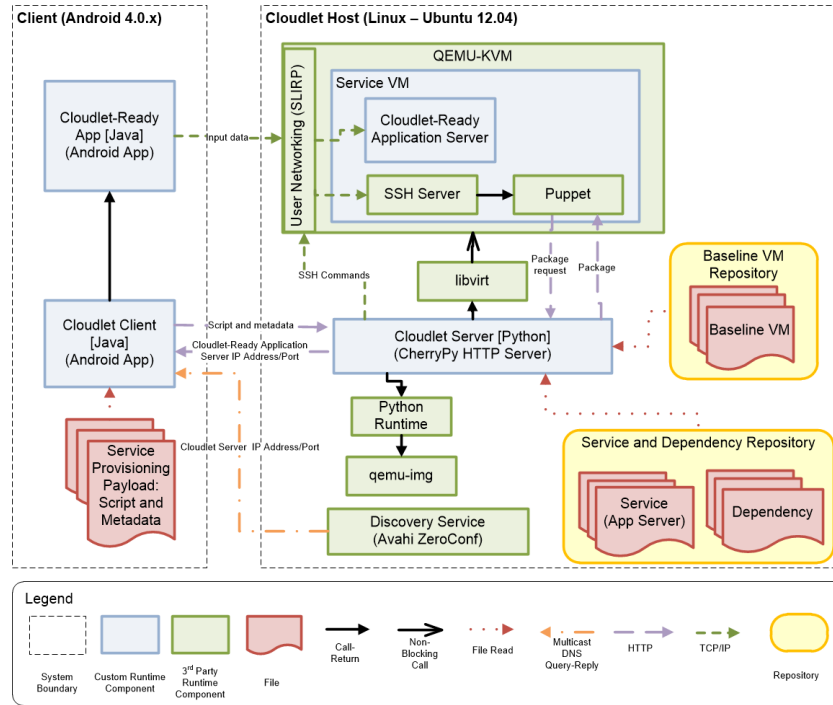 Client (Android 4.0.x)
Cloudlet Host (Linux – Ubuntu 12.04)
QEMU-KVM
Service VM
User Networking (SLIRP)
Cloudlet-Ready
App [Java]
(Android App)
Input data
Cloudlet-Ready
Application Server
SSH Server
Puppet
SSH Commands
libvirt
Package
request
Package
Baseline VM
Repository
Baseline VM
Cloudlet Client
[Java]
(Android App)
Script and metadata
Cloudlet-Ready Application
Server IP Address/Port
Cloudlet Server [Python]
(CherryPy HTTP Server)
Python
Runtime
qemu-img
Cloudlet Server IP Address/Port
Service
Provisioning
Payload:
Script and
Metadata
Discovery Service
(Avahi ZeroConf)
Service and Dependency Repository
Service
(App Server)
Dependency
Legend
System
Boundary
Custom Runtime
Component
3rd Party
Runtime
Component
File
Call-
Return
Non-
Blocking
Call
File Read
Multicast
DNS
Query-Reply
HTTP
TCP/IP
Repository